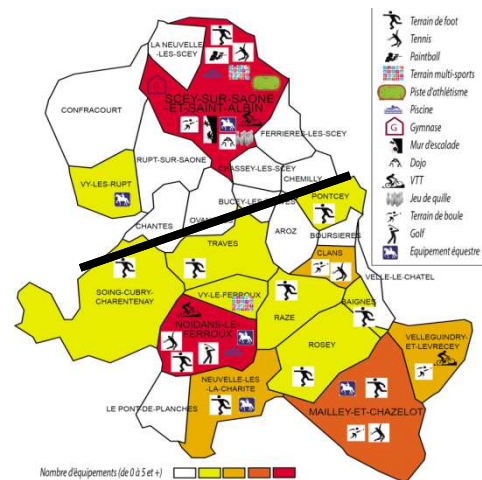 LA NEUVELLE
-LES-SCEY
SCEY-SUR-SAONE
ET-SAINT-ALBIN
CONFRACOURT
FERRIERES-LES-SCEY
RUPT-SUR-SAONE
CHASSEY-LES-SCEY
VY-LES-RUPT
CHEMILLY
PONTCEY
CHANTES
OVAN
BUCEY-LES-
AROZ
BOURSIERES
TRAVES
CLANS
VELLE-LE-CHATEL
SOING-CUBRY-
CHARENTENAY
VY-LE-FERROUX
BAIGNES
RAZE
NOIDANS-LE-
FERROUX
ROSEY
VELLEGUINDRY-
ET-LEVRECEY
NEUVELLE-LES
-LA-CHARITE
LE PONT-DE-PLANCHES
MAILLEY-ET-CHAZELOT
Terrain de foot
Tennis
Paintball
Terrain multi-sports
Piste d'athlétisme
Piscine
G
Gymnase
Mur d'escalade
Dojo
VTT
Jeu de quille
Terrain de boule
Golf
Equipement équestre
Nombre d'équipements (de 0 à 5 et +)